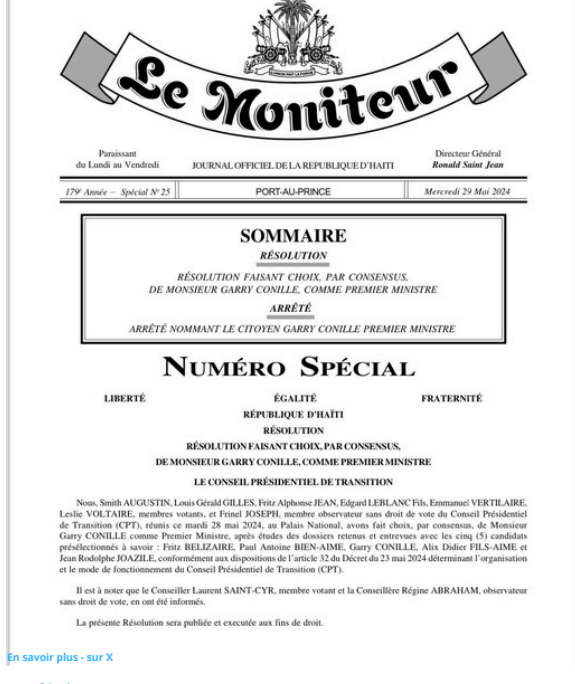 Le Moniteur
Paraissant
du Lundi au Vendredi
JOURNAL OFFICIEL DE LA REPUBLIQUE D'HAITI
Directeur Général
Ronald Saint Jean
179e Année – Spécial No 25
PORT-AU-PRINCE
Mercredi 29 Mai 2024
SOMMAIRE
RÉSOLUTION
RÉSOLUTION FAISANT CHOIX, PAR CONSENSUS,
DE MONSIEUR GARRY CONILLE, COMME PREMIER MINISTRE
ARRÊTÉ
ARRÊTÉ NOMMANT LE CITOYEN GARRY CONILLE PREMIER MINISTRE
NUMÉRO SPÉCIAL
LIBERTÉ ÉGALITÉ FRATERNITÉ
RÉPUBLIQUE D'HAÏTI
RÉSOLUTION
RÉSOLUTION FAISANT CHOIX, PAR CONSENSUS,
DE MONSIEUR GARRY CONILLE, COMME PREMIER MINISTRE
LE CONSEIL PRÉSIDENTIEL DE TRANSITION
Nous, Smith AUGUSTIN, Louis Gérald GILLES, Fritz Alphonse JEAN, Edgard LEBLANC Fils, Emmanuel VERTILAIRE,
Leslie VOLTAIRE, membres votants, et Frinel JOSEPH, membre observateur sans droit de vote du Conseil Présidentiel
de Transition (CPT), réunis ce mardi 28 mai 2024, au Palais National, avons fait choix, par consensus, de Monsieur
Garry CONILLE comme Premier Ministre, après études des dossiers retenus et entrevues avec les cinq (5) candidats
présélectionnés à savoir : Fritz BELIZAIRE, Paul Antoine BIEN-AIME, Garry CONILLE, Alix Didier FILS-AIME et
Jean Rodolphe JOAZILE, conformément aux dispositions de l'article 32 du Décret du 23 mai 2024 déterminant l'organisation
et le mode de fonctionnement du Conseil Présidentiel de Transition (CPT).
Il est à noter que le Conseiller Laurent SAINT-CYR, membre votant et la Conseillère Régine ABRAHAM, observateur
sans droit de vote, en ont été informés.
La présente Résolution sera publiée et executée aux fins de droit.
En savoir plus - sur X